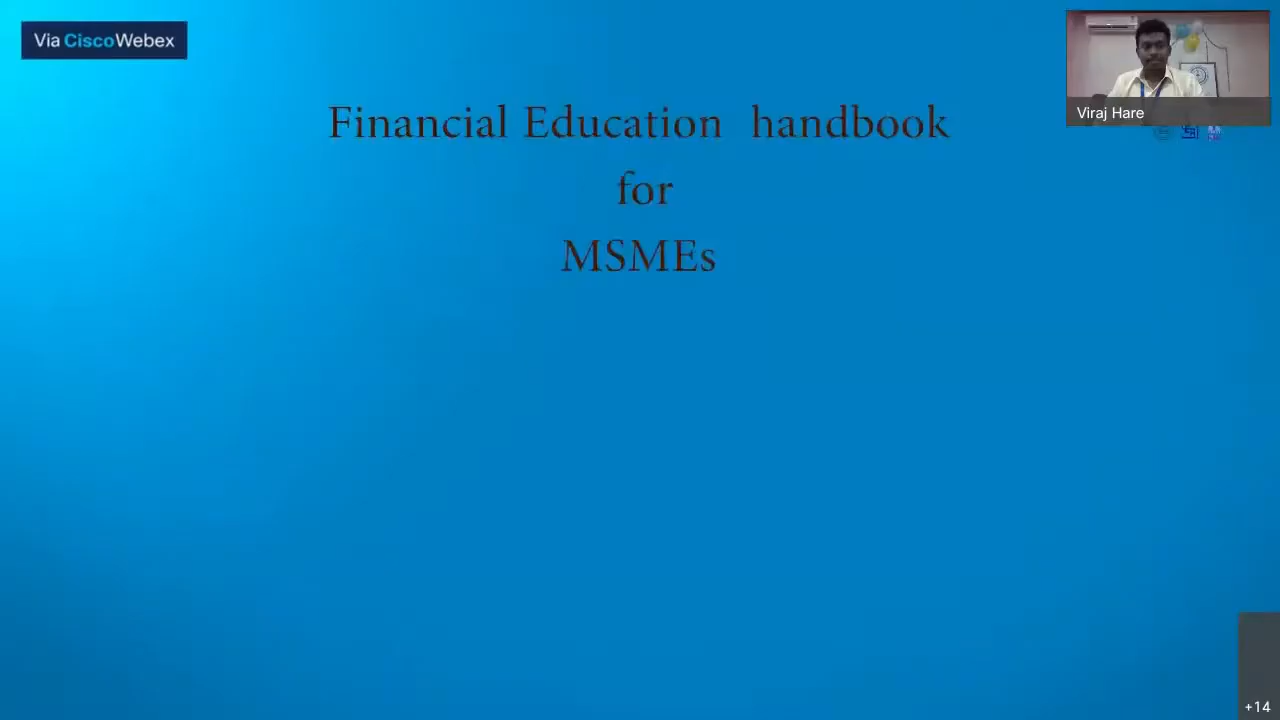 Via CiscoWebex
Financial Education handbook
for
MSMEs
Viraj Hare
+14